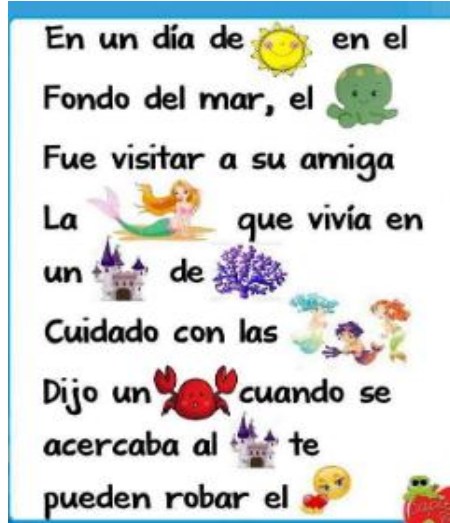 En un día de en el
Fondo del mar, el
Fue visitar a su amiga
La que vivía en
un de
Cuidado con las
Dijo un cuando se
acercaba al te
pueden robar el